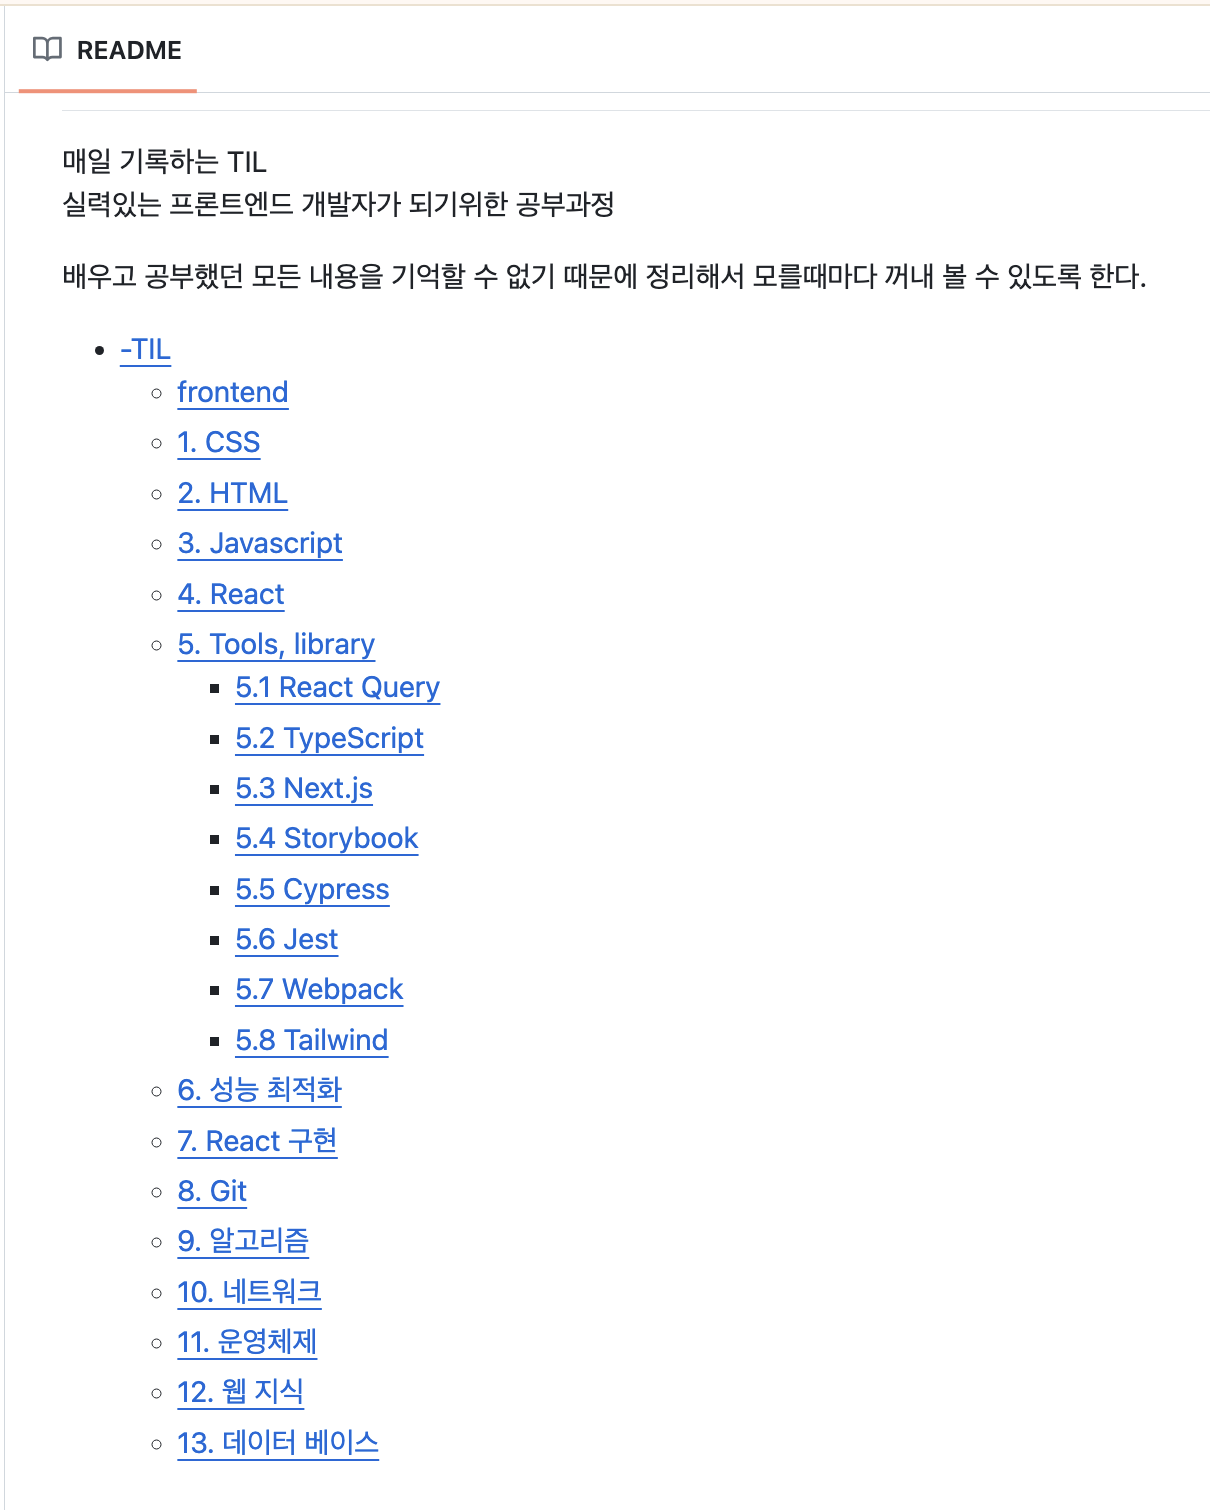 README
매일 기록하는 TIL
실력있는 프론트엔드 개발자가 되기위한 공부과정
배우고 공부했던 모든 내용을 기억할 수 없기 때문에 정리해서 모를때마다 꺼내 볼 수 있도록 한다.
-TIL
frontend
1. CSS
2. HTML
3. Javascript
4. React
5. Tools, library
5.1 React Query
5.2 TypeScript
5.3 Next.js
5.4 Storybook
5.5 Cypress
5.6 Jest
5.7 Webpack
5.8 Tailwind
6. 성능 최적화
7. React 구현
8. Git
9. 알고리즘
10. 네트워크
11. 운영체제
12. 웹 지식
13. 데이터 베이스